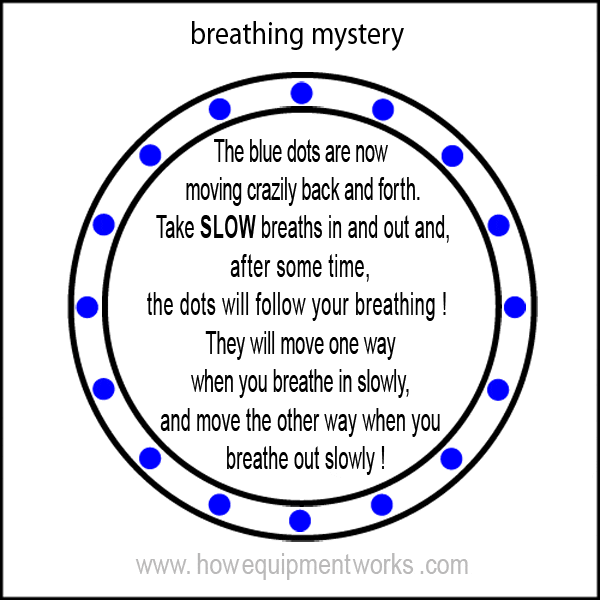 breathing mystery
The blue dots are now
moving crazily back and forth.
Take SLOW breaths in and out and,
after some time,
the dots will follow your breathing !
They will move one way
when you breathe in slowly,
and move the other way when you
breathe out slowly !
www. howequipmentworks .com